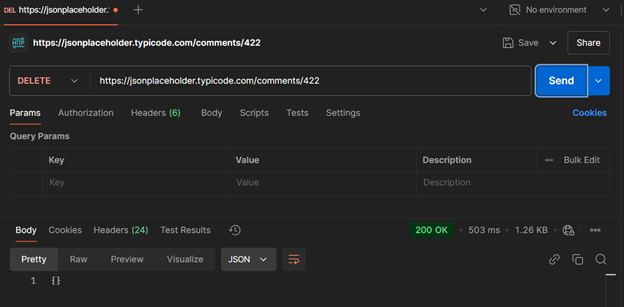 DEL https://jsonplaceholder. No environment
HTTP https://jsonplaceholder.typicode.com/comments/422 Save Share
DELETE https://jsonplaceholder.typicode.com/comments/422 Send
Params Authorization Headers (6) Body Scripts Tests Settings Cookies
Query Params
Key Value Description Bulk Edit
Key Value Description
Body Cookies Headers (24) Test Results 200 OK 503 ms 1.26 KB
Pretty Raw Preview Visualize JSON
1 {}